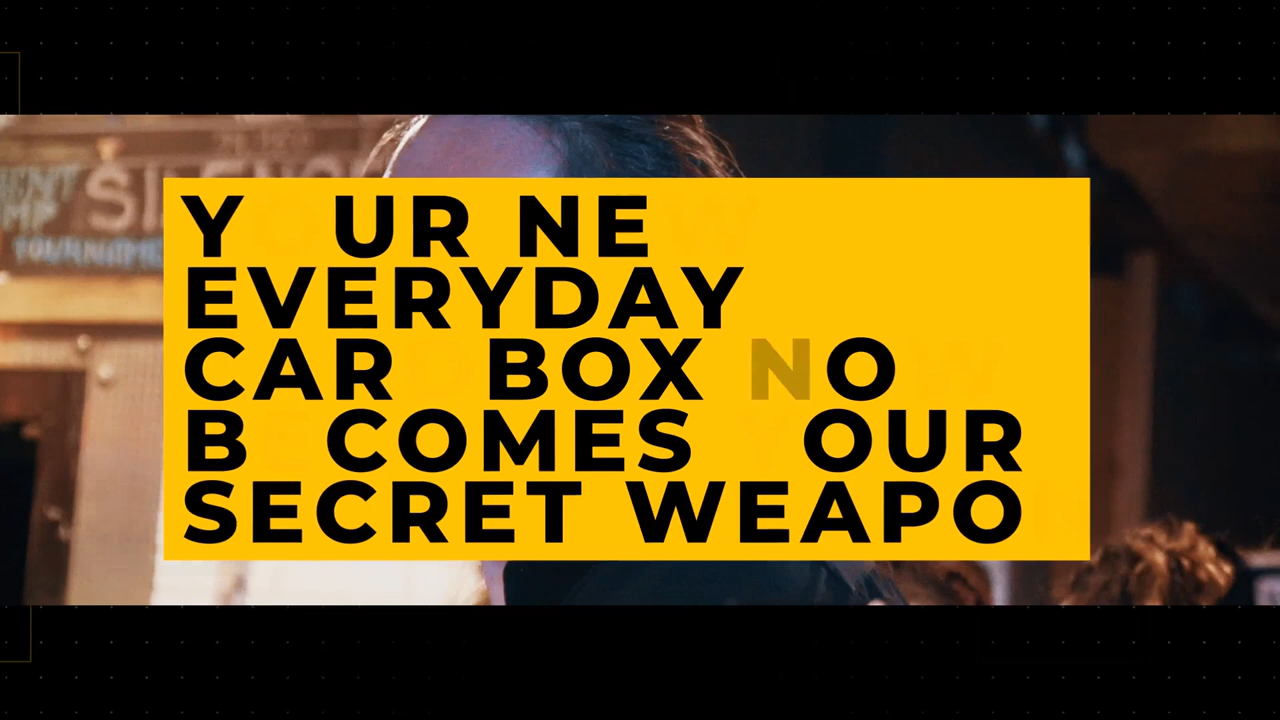 Y UR NE
EVERYDAY
CAR BOX NO
B COMES OUR
SECRET WEAPO